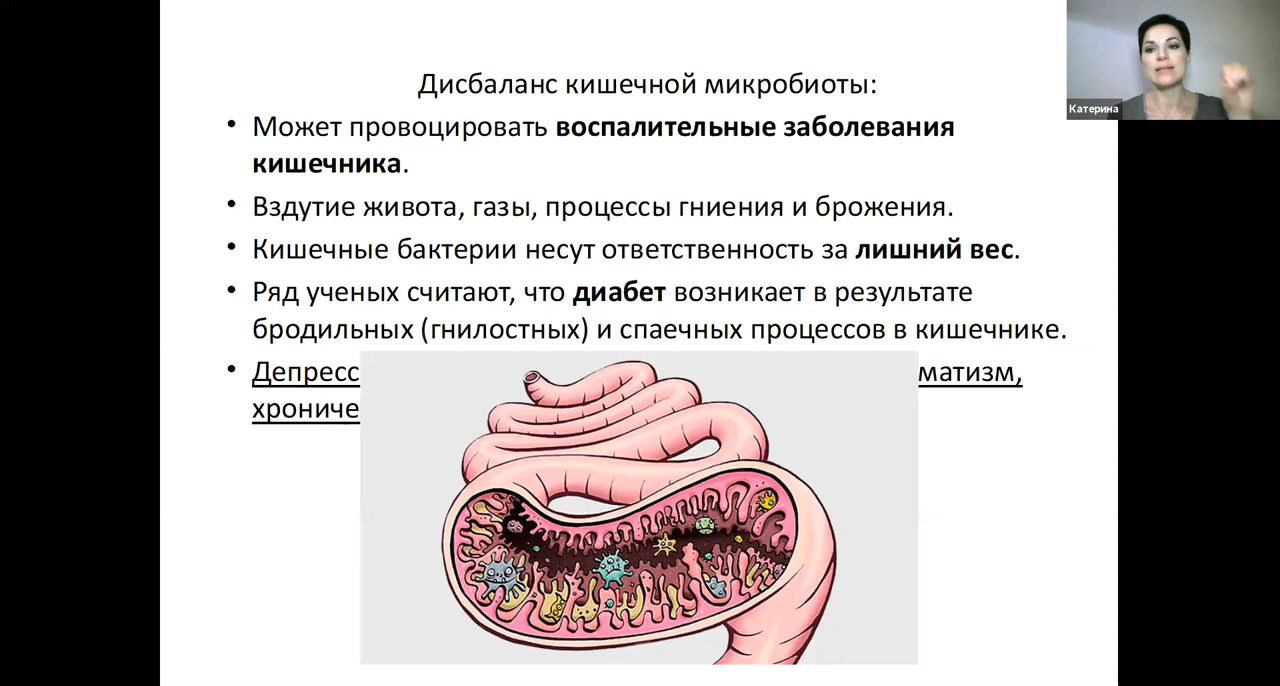 Дисбаланс кишечной микробиоты:
• Может провоцировать воспалительные заболевания
кишечника.
• Вздутие живота, газы, процессы гниения и брожения.
• Кишечные бактерии несут ответственность за лишний вес.
• Ряд ученых считают, что диабет возникает в результате
бродильных (гнилостных) и спаечных процессов в кишечнике.
• Депресс матизм,
хрониче
Катерина